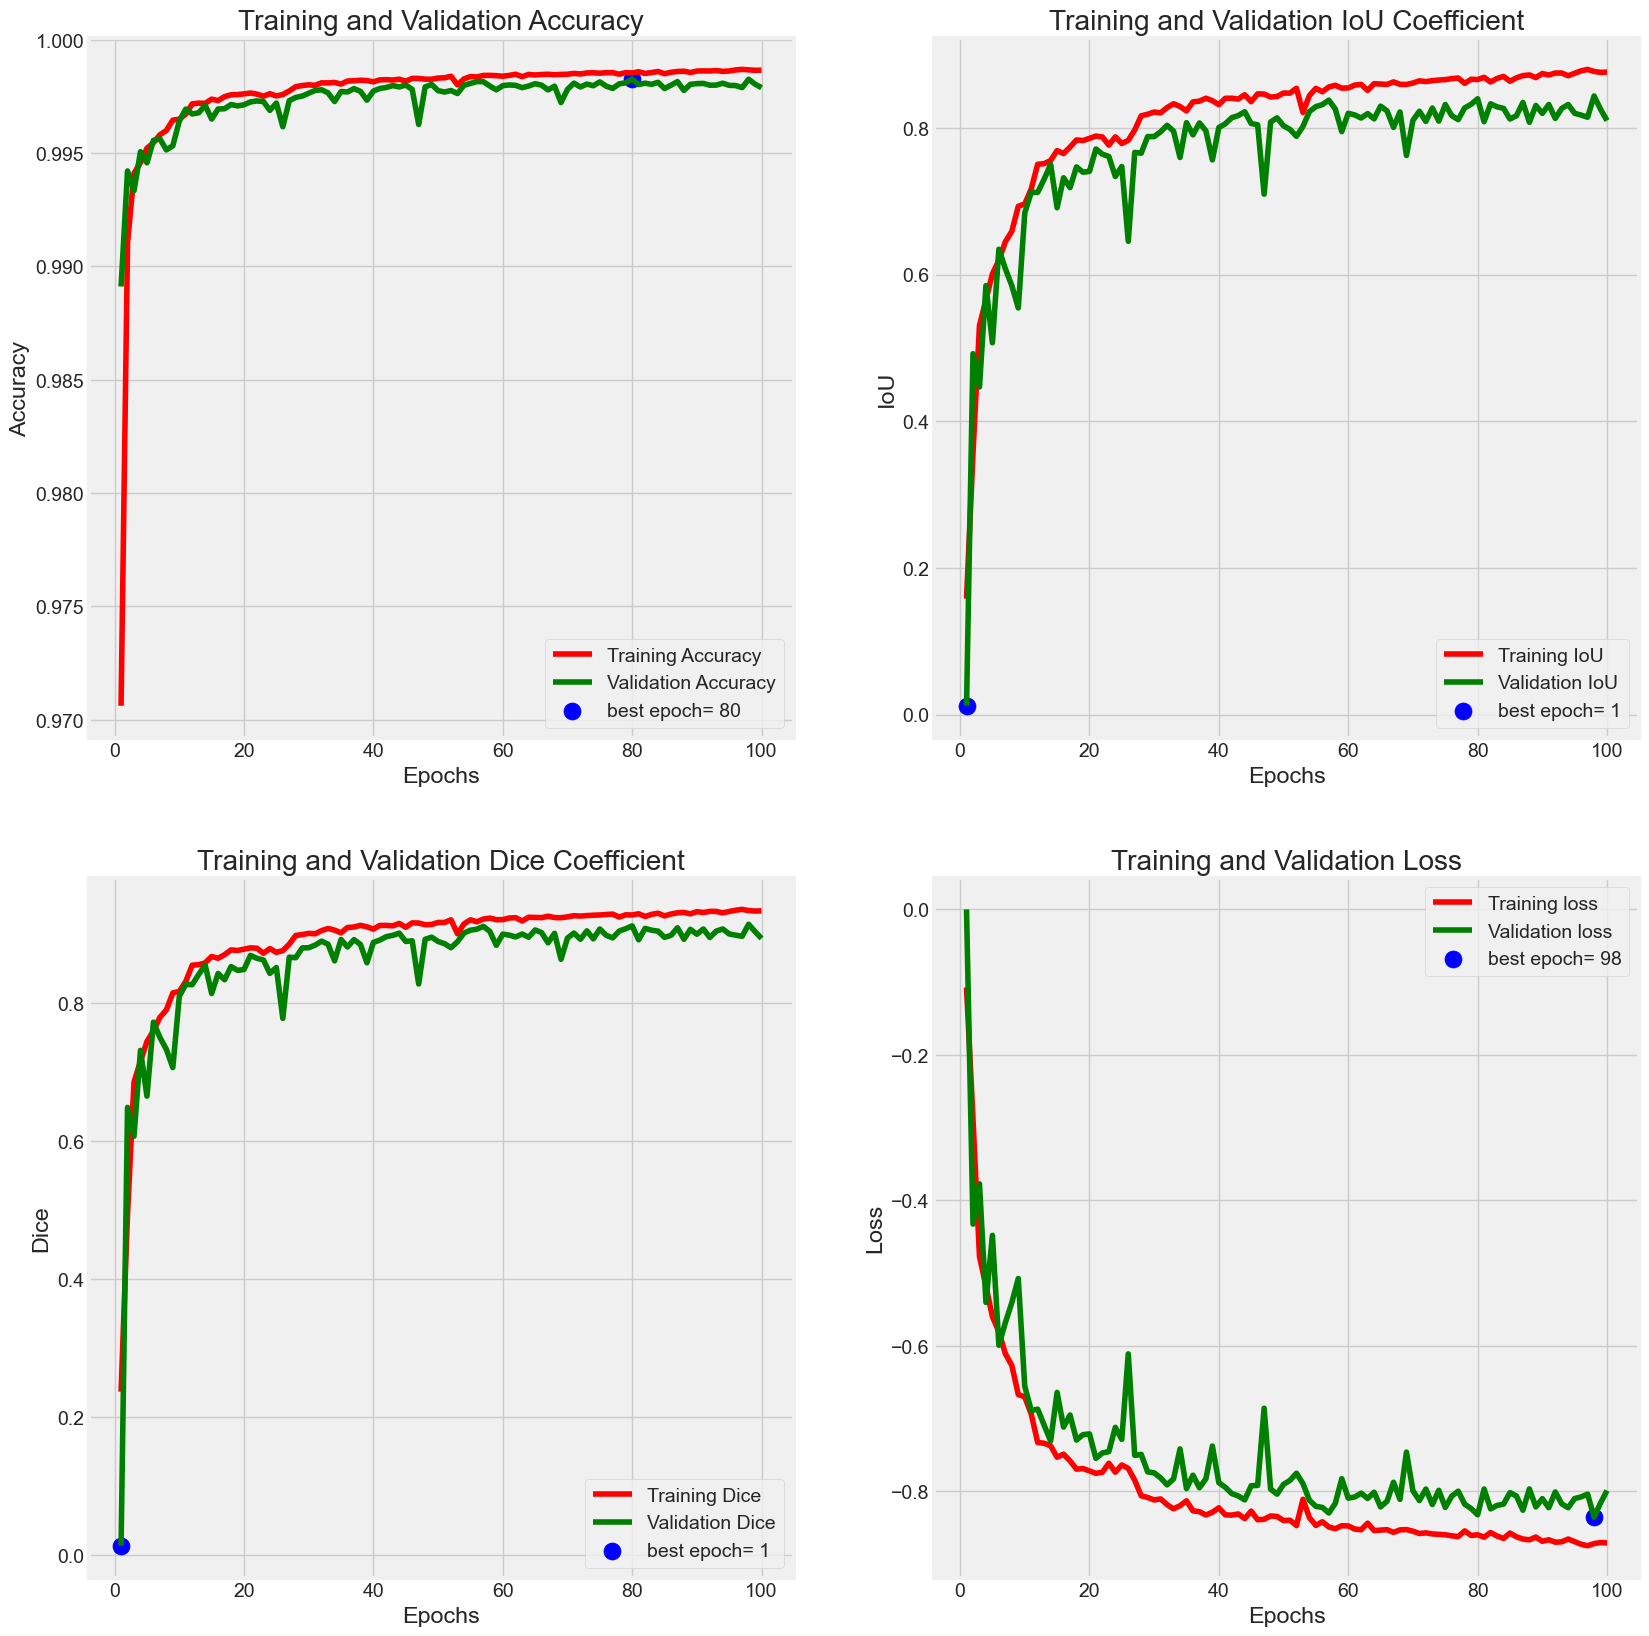 Training and Validation Accuracy
1.000
0.995
0.990
0.985
0.980
0.975
0.970
Accuracy
0 20 40 60 80 100
Epochs
Training Accuracy
Validation Accuracy
best epoch= 80
Training and Validation IoU Coefficient
0.8
0.6
0.4
0.2
0.0
IoU
0 20 40 60 80 100
Epochs
Training IoU
Validation IoU
best epoch= 1
Training and Validation Dice Coefficient
0.8
0.6
0.4
0.2
0.0
Dice
0 20 40 60 80 100
Epochs
Training Dice
Validation Dice
best epoch= 1
Training and Validation Loss
0.0
−0.2
−0.4
−0.6
−0.8
Loss
0 20 40 60 80 100
Epochs
Training loss
Validation loss
best epoch= 98